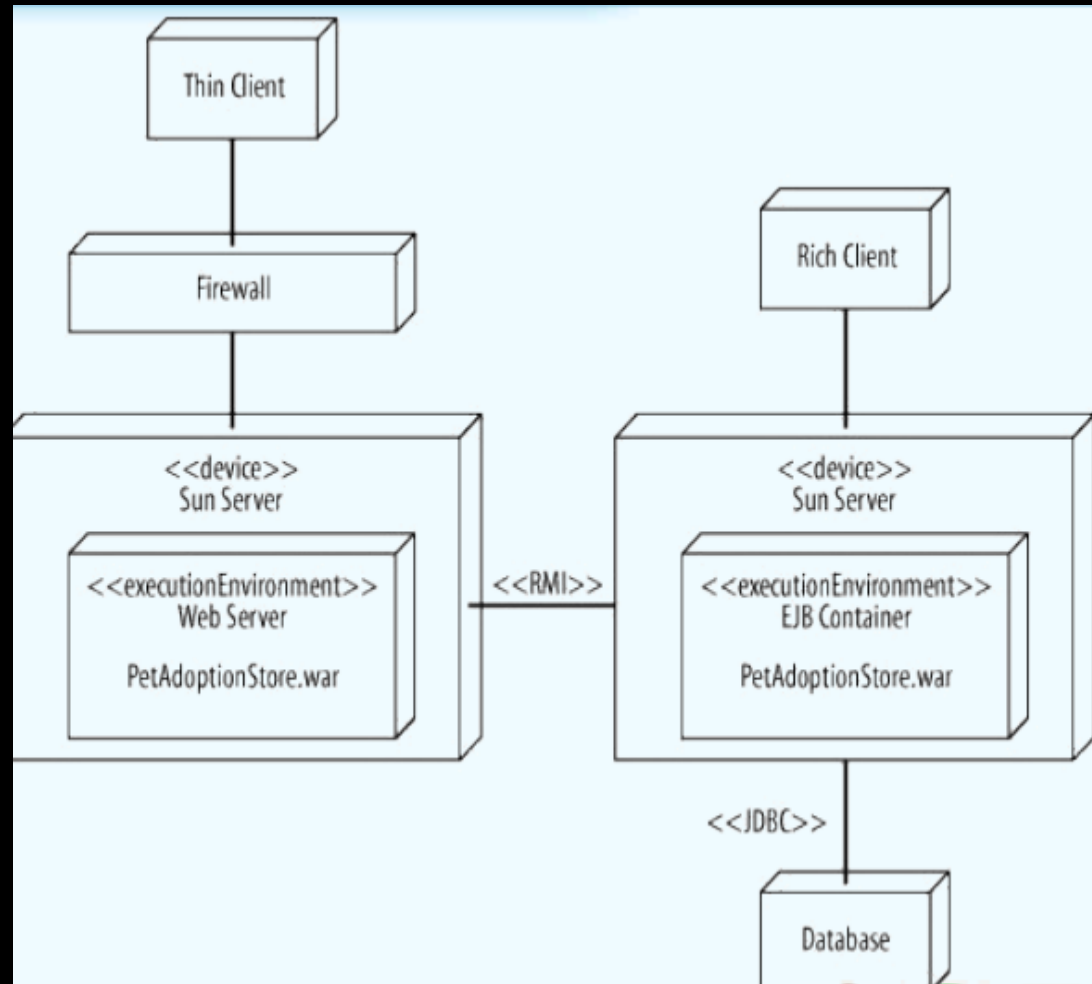 Thin Client
Firewall
Rich Client
<<device>>
Sun Server
<<executionEnvironment>>
Web Server
PetAdoptionStore.war
<<RMI>>
<<device>>
Sun Server
<<executionEnvironment>>
EJB Container
PetAdoptionStore.war
<<JDBC>>
Database